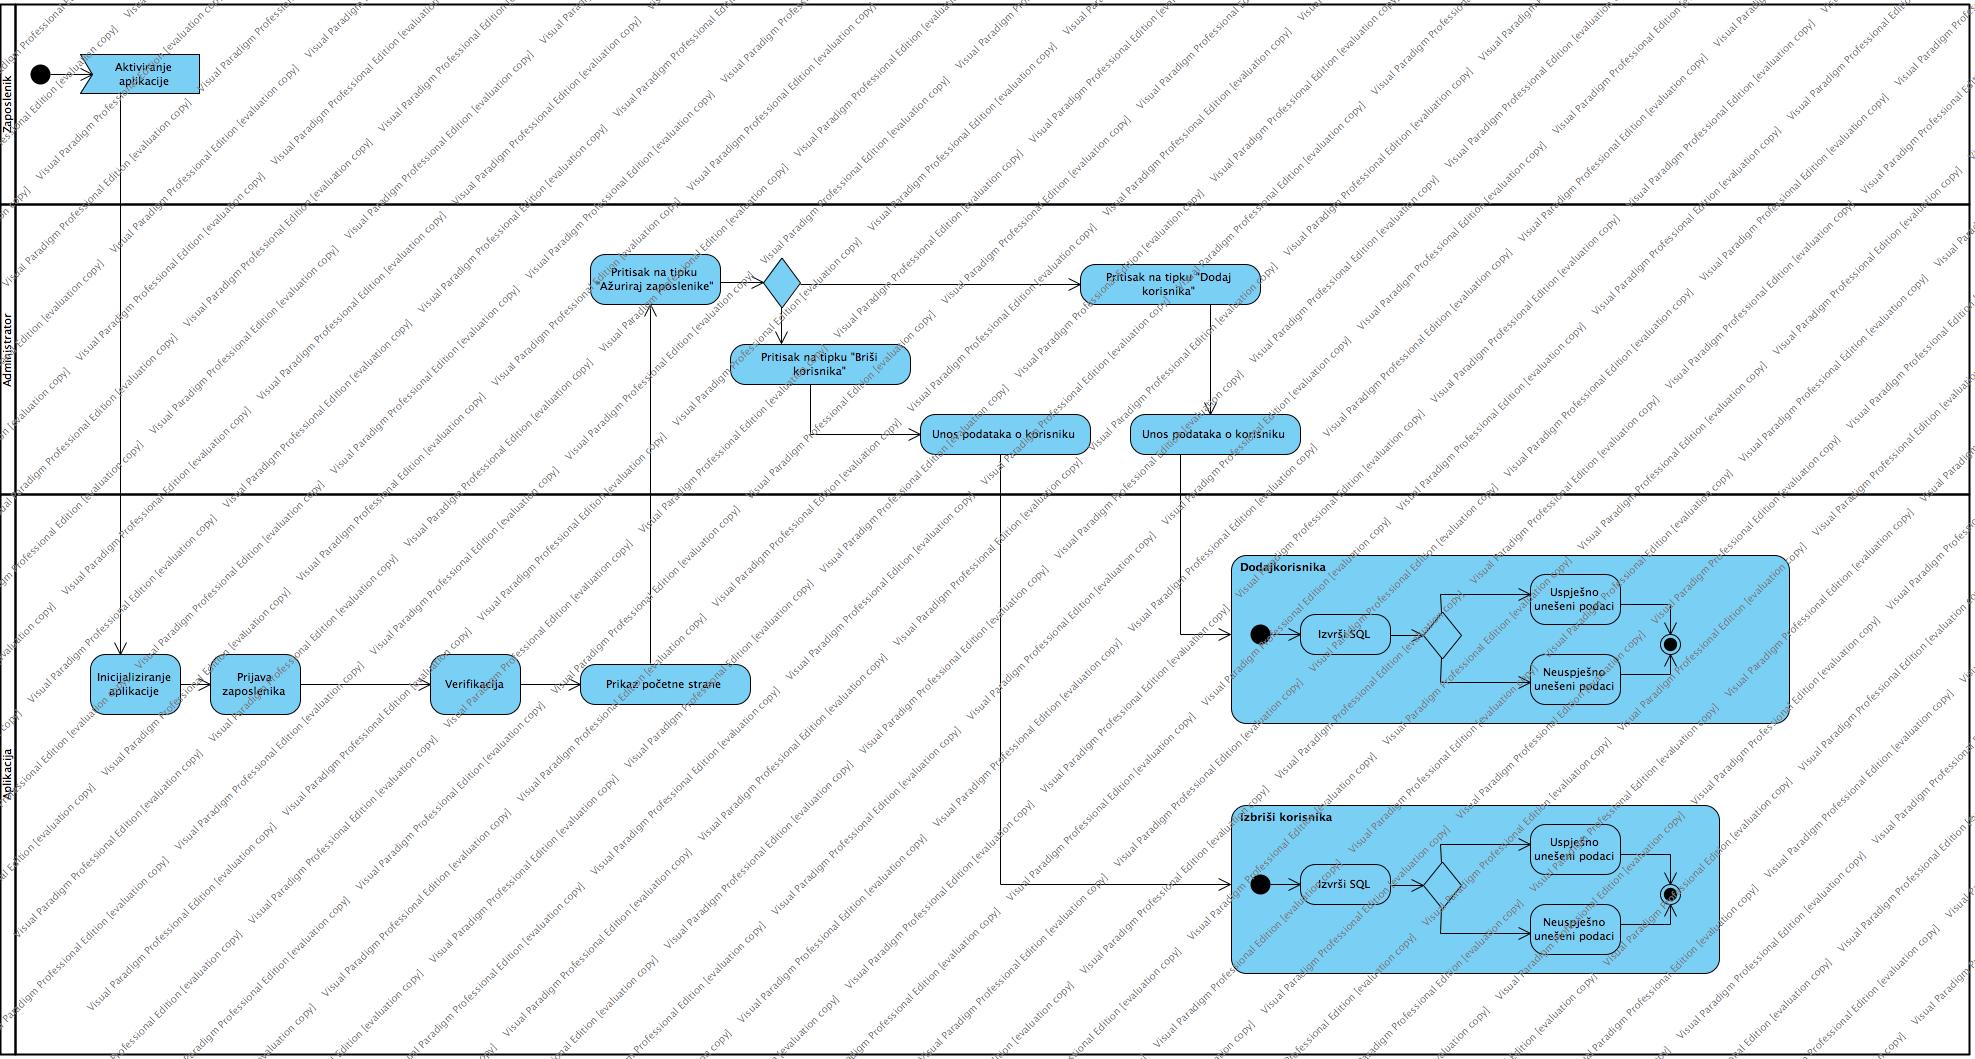 Zaposlenik
Aktiviranje
aplikacije
Administrator
Pritisak na tipku
"Ažuriraj zaposlenike"
Pritisak na tipku "Dodaj
korisnika"
Pritisak na tipku "Briši
korisnika"
Unos podataka o korisniku
Unos podataka o korisniku
Aplikacija
Inicijaliziranje
aplikacije
Prijava
zaposlenika
Verifikacija
Prikaz početne strane
Dodajkorisnika
Izvrši SQL
Uspješno
unešeni podaci
Neuspješno
unešeni podaci
Izbriši korisnika
Izvrši SQL
Uspješno
unešeni podaci
Neuspješno
unešeni podaci
Visual Paradigm Professional Edition [evaluation copy]